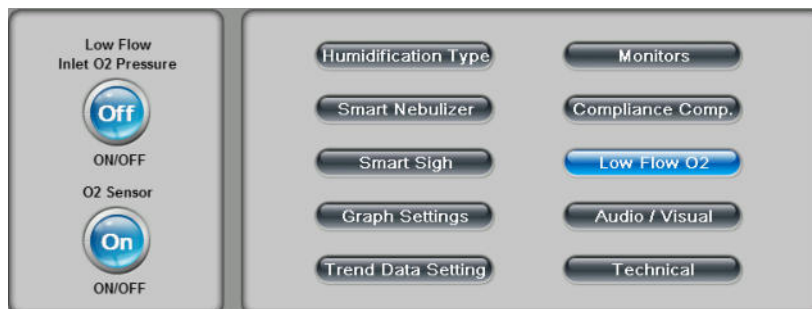 Low Flow
Inlet O2 Pressure
Off
ON/OFF
O2 Sensor
On
ON/OFF
Humidification Type
Monitors
Smart Nebulizer
Compliance Comp.
Smart Sigh
Low Flow O2
Graph Settings
Audio / Visual
Trend Data Setting
Technical